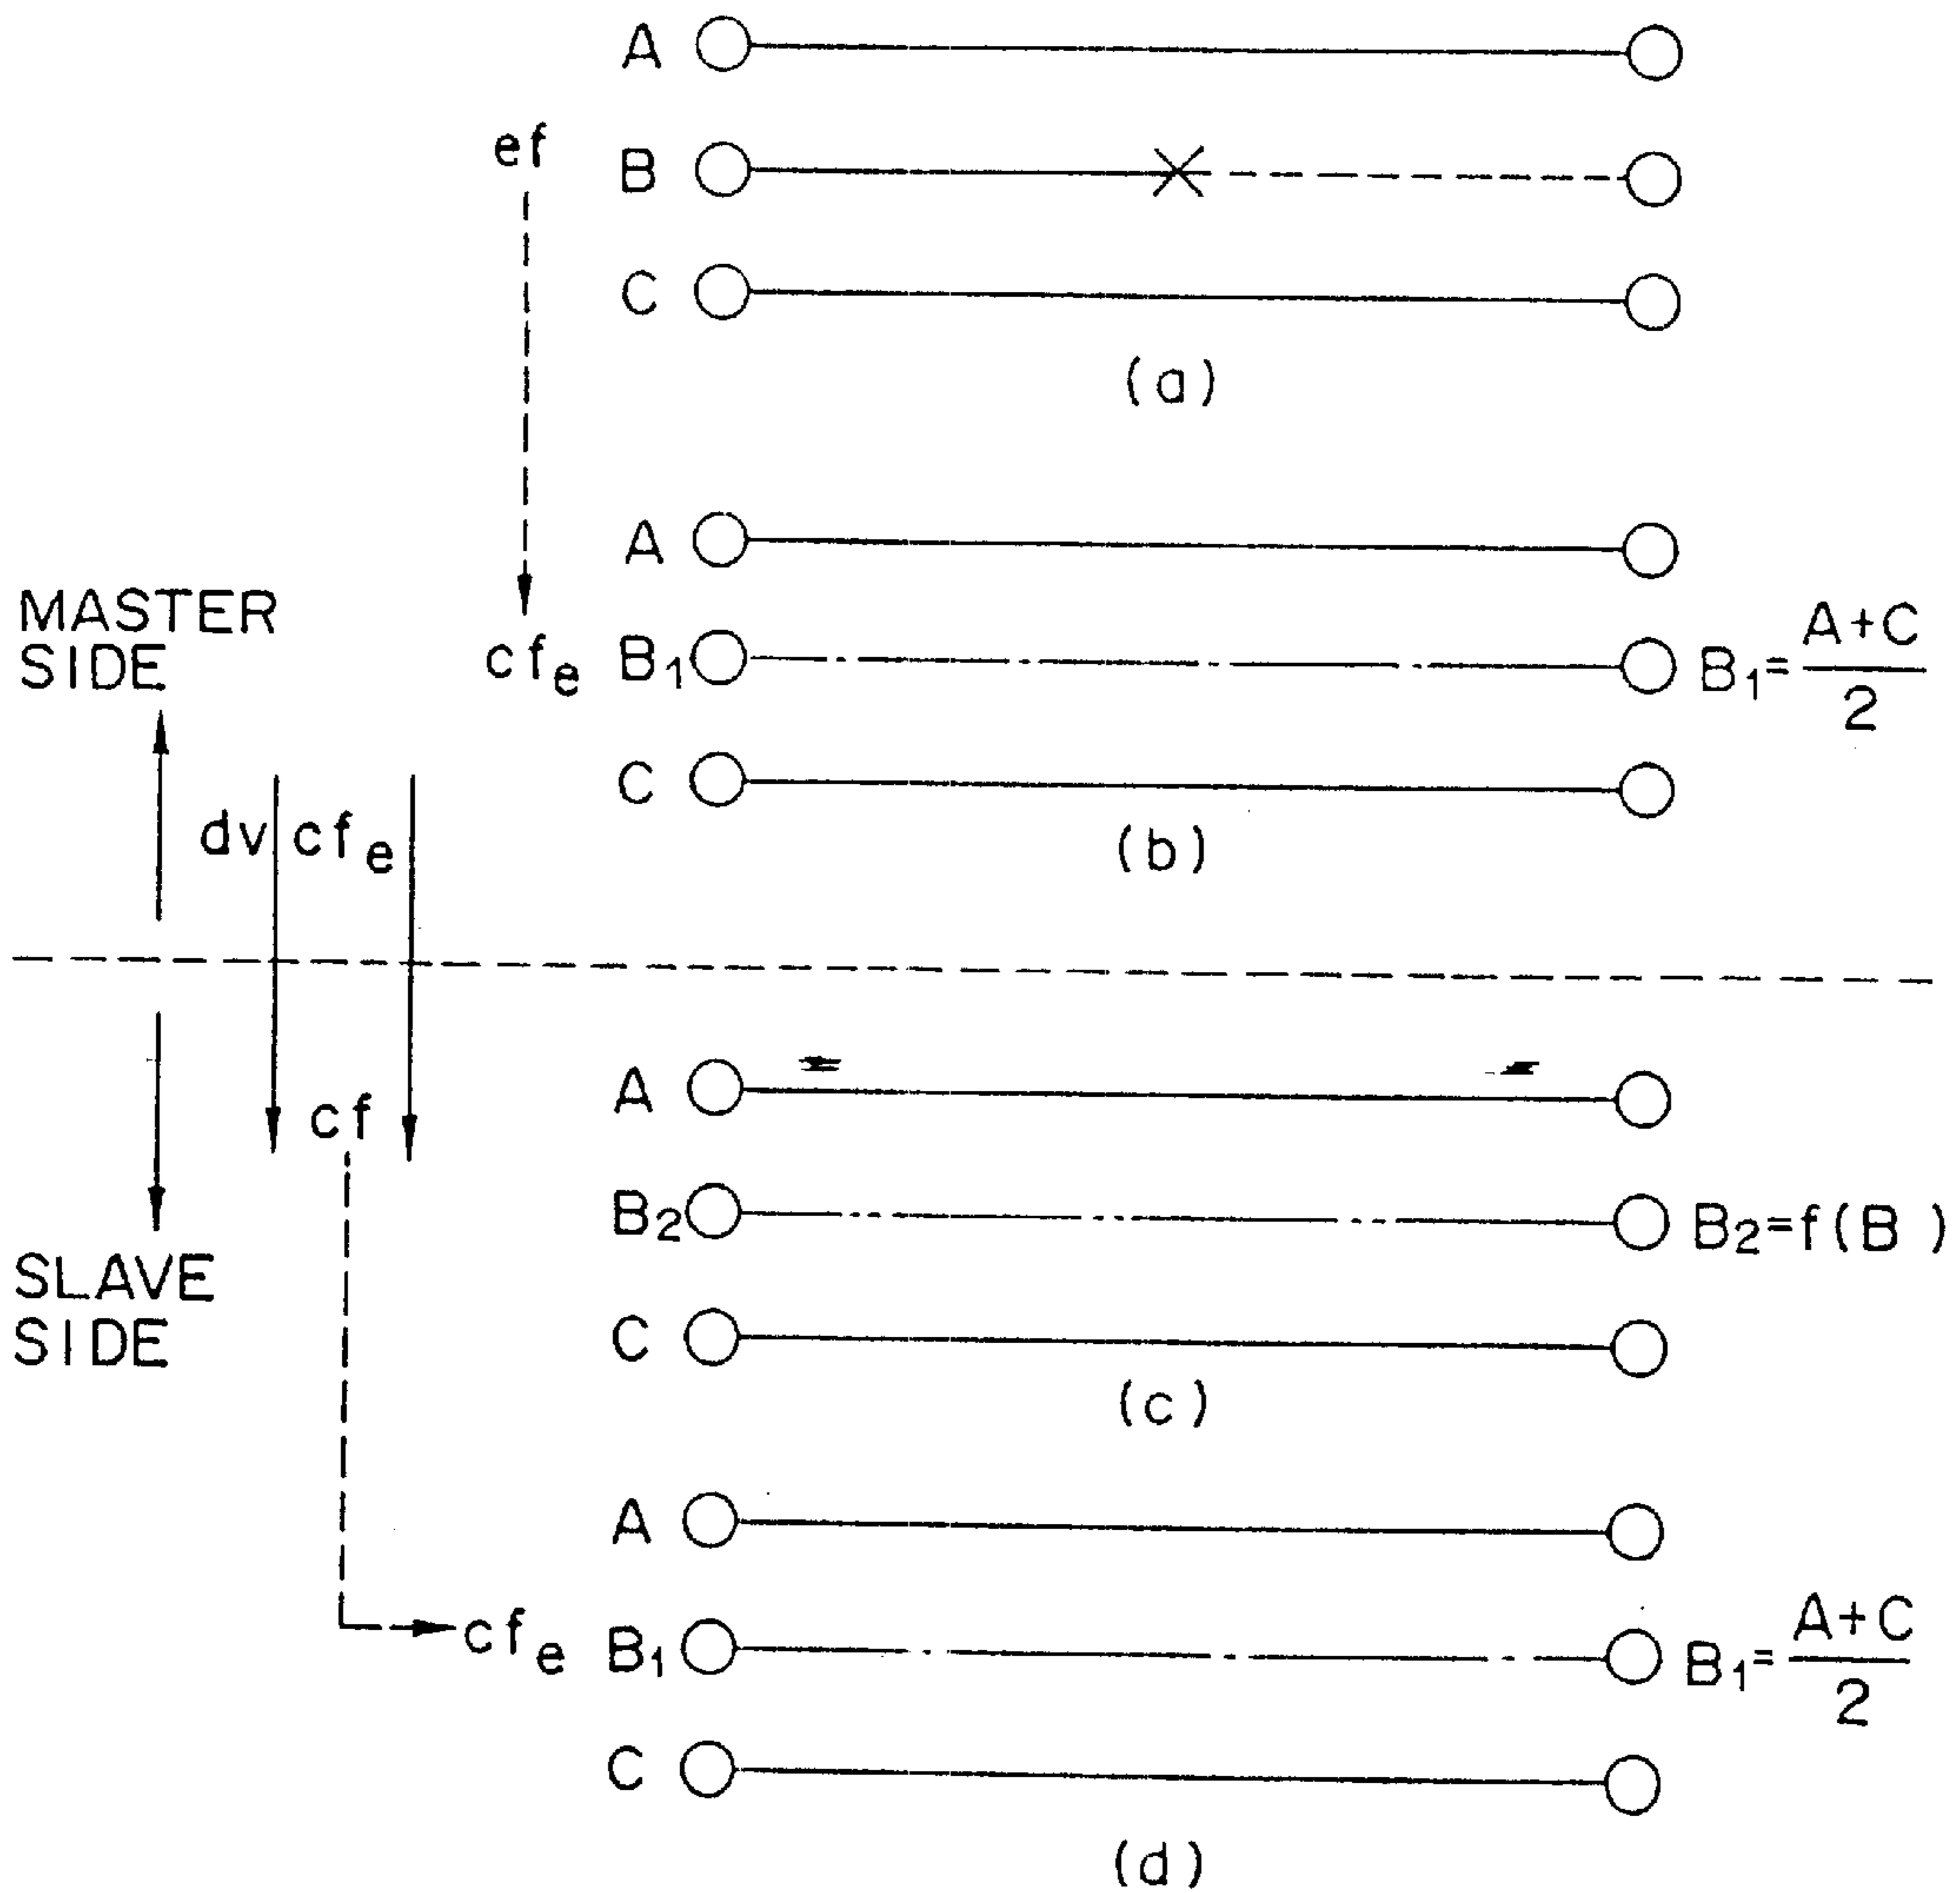 A
ef
B
C
(a)
A
MASTER
SIDE
cfe B1
B1 = A+C
2
C
dv cfe
(b)
A
cf
B2
B2=f(B )
SLAVE
SIDE
C
(c)
A
cfe B1
B1 = A+C
2
C
(d)